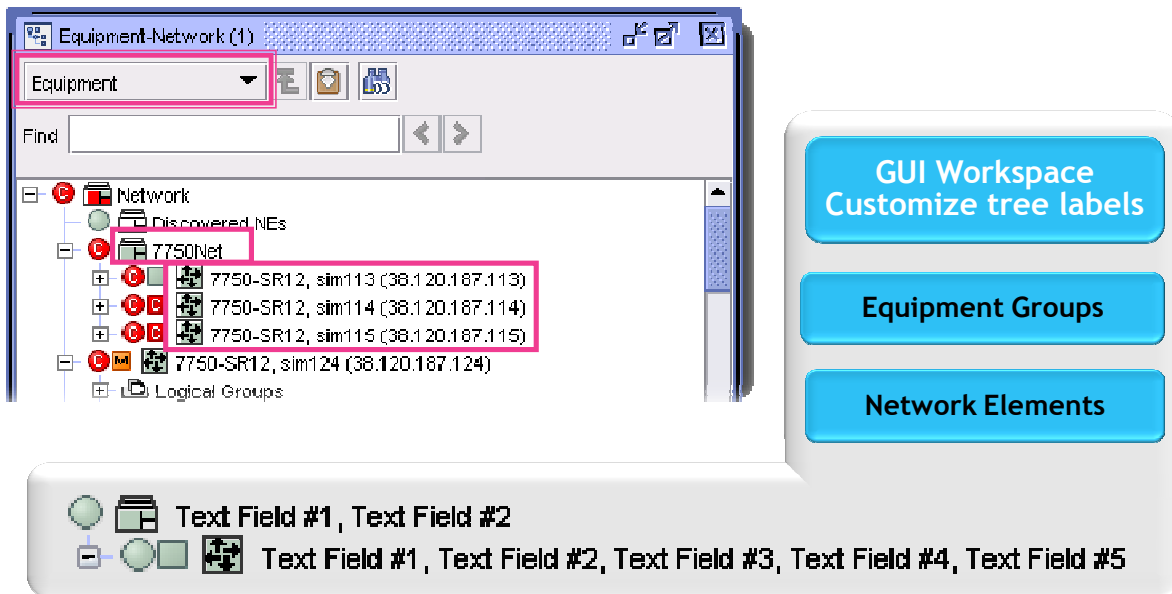 Equipment-Network (1)
Equipment
Find
Network
Discovered NEs
7750Net
7750-SR12, sim113 (38.120.187.113)
7750-SR12, sim114 (38.120.187.114)
7750-SR12, sim115 (38.120.187.115)
7750-SR12, sim124 (38.120.187.124)
Logical Groups
GUI Workspace
Customize tree labels
Equipment Groups
Network Elements
Text Field #1, Text Field #2
Text Field #1, Text Field #2, Text Field #3, Text Field #4, Text Field #5